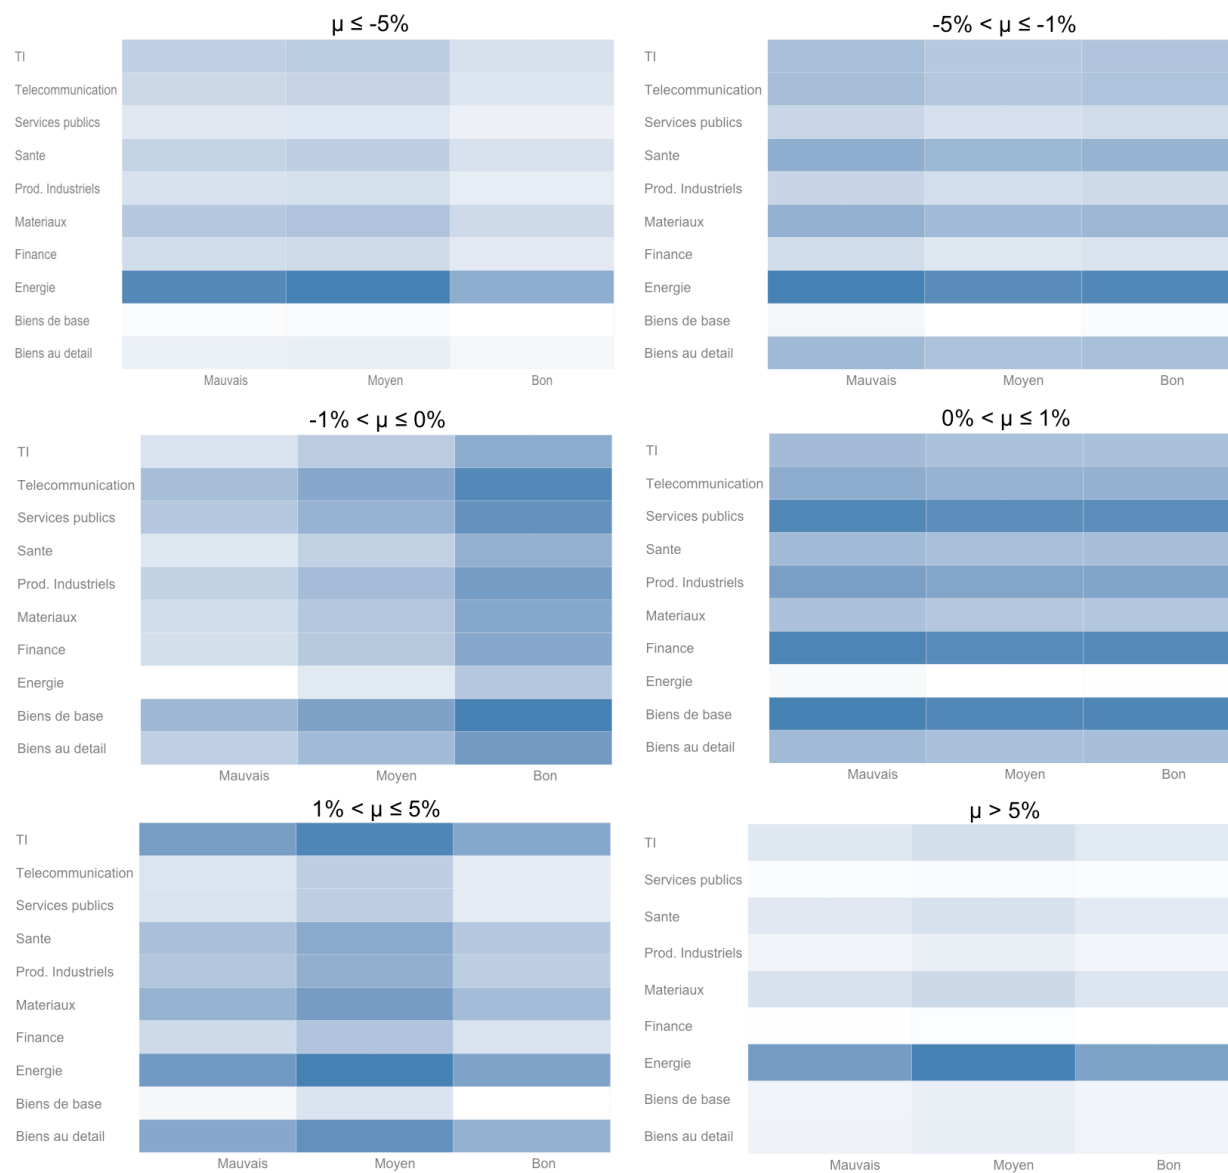 μ ≤ -5%
TI
Telecommunication
Services publics
Sante
Prod. Industriels
Materiaux
Finance
Energie
Biens de base
Biens au detail
Mauvais Moyen Bon
-5% < μ ≤ -1%
TI
Telecommunication
Services publics
Sante
Prod. Industriels
Materiaux
Finance
Energie
Biens de base
Biens au detail
Mauvais Moyen Bon
-1% < μ ≤ 0%
TI
Telecommunication
Services publics
Sante
Prod. Industriels
Materiaux
Finance
Energie
Biens de base
Biens au detail
Mauvais Moyen Bon
0% < μ ≤ 1%
TI
Telecommunication
Services publics
Sante
Prod. Industriels
Materiaux
Finance
Energie
Biens de base
Biens au detail
Mauvais Moyen Bon
1% < μ ≤ 5%
TI
Telecommunication
Services publics
Sante
Prod. Industriels
Materiaux
Finance
Energie
Biens de base
Biens au detail
Mauvais Moyen Bon
μ > 5%
TI
Services publics
Sante
Prod. Industriels
Materiaux
Finance
Energie
Biens de base
Biens au detail
Mauvais Moyen Bon